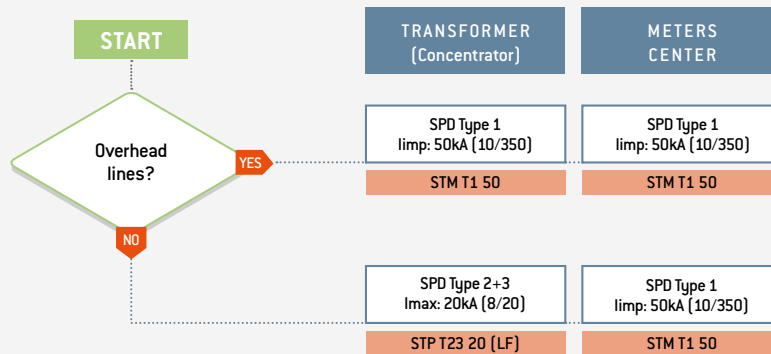 START
TRANSFORMER
(Concentrator)
METERS
CENTER
Overhead
lines?
YES
SPD Type 1
Iimp: 50kA (10/350)
STM T1 50
SPD Type 1
Iimp: 50kA (10/350)
STM T1 50
NO
SPD Type 2+3
Imax: 20kA (8/20)
STP T23 20 (LF)
SPD Type 1
Iimp: 50kA (10/350)
STM T1 50